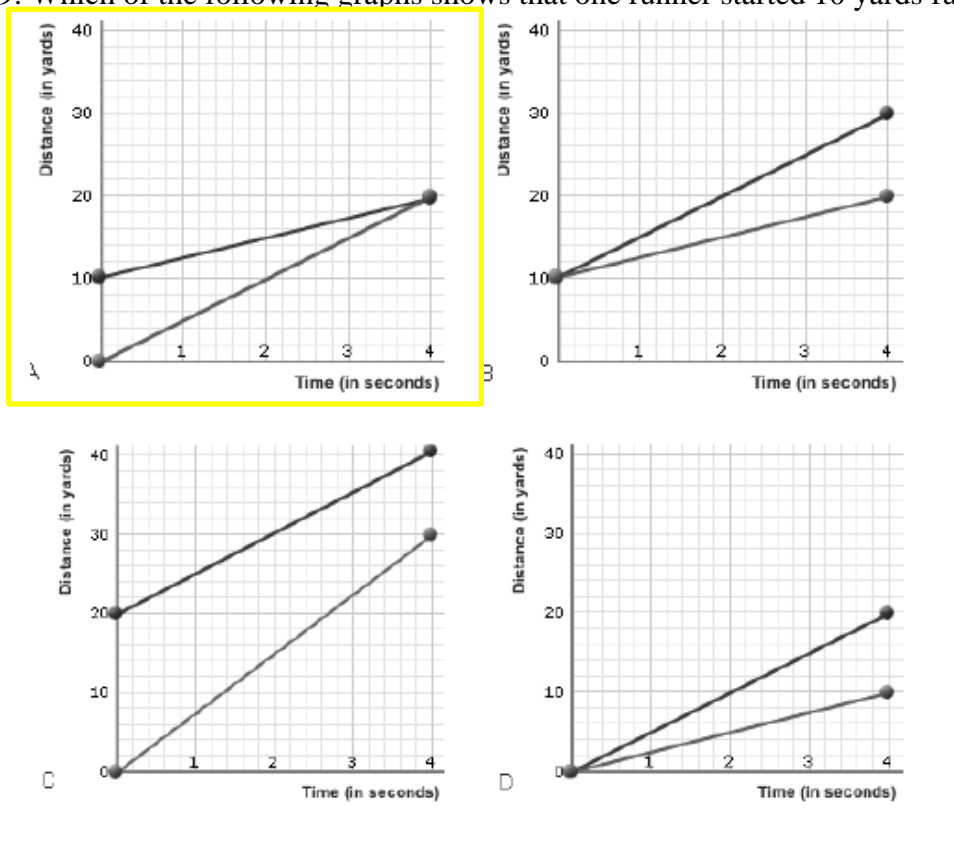 Which of the following graphs shows that one runner started 10 yards
40
30
20
10
0
1 2 3 4
Distance (in yards)
Time (in seconds)
A
40
30
20
10
0
1 2 3 4
Distance (in yards)
Time (in seconds)
B
40
30
20
10
0
1 2 3 4
Distance (in yards)
Time (in seconds)
C
40
30
20
10
0
1 2 3 4
Distance (in yards)
Time (in seconds)
D